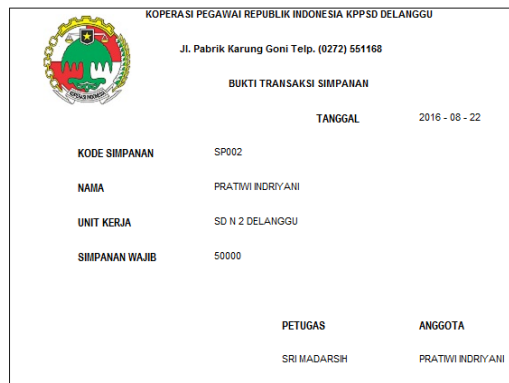 KOPERASI PEGAWAI REPUBLIK INDONESIA KPPSD DELANGGU
Jl. Pabrik Karung Goni Telp. (0272) 551168
BUKTI TRANSAKSI SIMPANAN
TANGGAL 2016 - 08 - 22
KODE SIMPANAN SP002
NAMA PRATIWI INDRIYANI
UNIT KERJA SD N 2 DELANGGU
SIMPANAN WAJIB 50000
PETUGAS ANGGOTA
SRI MADARSIH PRATIWI INDRIYANI
KOPERASI INDONESIA